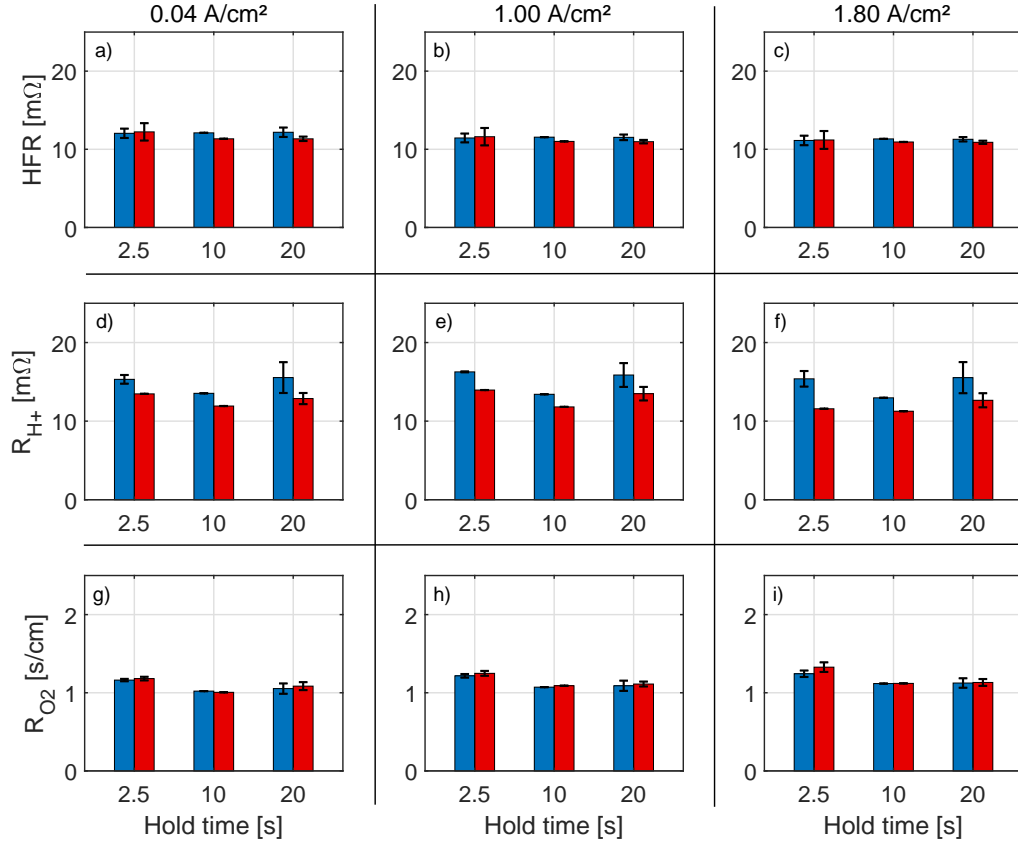 0.04 A/cm² 1.00 A/cm² 1.80 A/cm²
a) b) c)
HFR [mΩ]
20 20 20
10 10 10
0 0 0
2.5 10 20 2.5 10 20 2.5 10 20
d) e) f)
R_H+ [mΩ]
20 20 20
10 10 10
0 0 0
2.5 10 20 2.5 10 20 2.5 10 20
g) h) i)
R_O2 [s/cm]
2 2 2
1 1 1
0 0 0
2.5 10 20 2.5 10 20 2.5 10 20
Hold time [s] Hold time [s] Hold time [s]